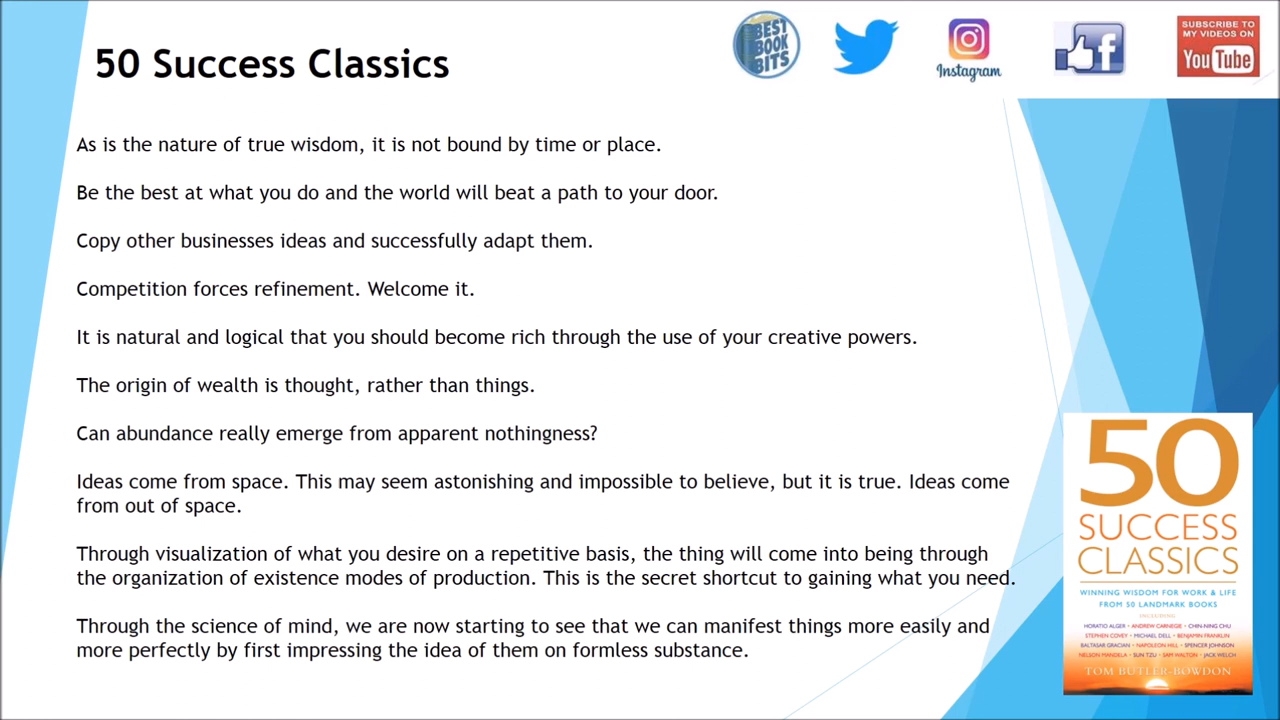 50 Success Classics
BEST
BOOK
BITS
Instagram
f
SUBSCRIBE TO
MY VIDEOS ON
YouTube
As is the nature of true wisdom, it is not bound by time or place.
Be the best at what you do and the world will beat a path to your door.
Copy other businesses ideas and successfully adapt them.
Competition forces refinement. Welcome it.
It is natural and logical that you should become rich through the use of your creative powers.
The origin of wealth is thought, rather than things.
Can abundance really emerge from apparent nothingness?
Ideas come from space. This may seem astonishing and impossible to believe, but it is true. Ideas come
from out of space.
Through visualization of what you desire on a repetitive basis, the thing will come into being through
the organization of existence modes of production. This is the secret shortcut to gaining what you need.
Through the science of mind, we are now starting to see that we can manifest things more easily and
more perfectly by first impressing the idea of them on formless substance.
50
SUCCESS
CLASSICS
WINNING WISDOM FOR WORK & LIFE
FROM 50 LANDMARK BOOKS
INCLUDING
HORATIO ALGER • ANDREW CARNEGIE • CHIN-NING CHU
STEPHEN COVEY • MICHAEL DELL • BENJAMIN FRANKLIN
BALTASAR GRACIAN • NAPOLEON HILL • SPENCER JOHNSON
NELSON MANDELA • SUN TZU • SAM WALTON • JACK WELCH
TOM BUTLER-BOWDON